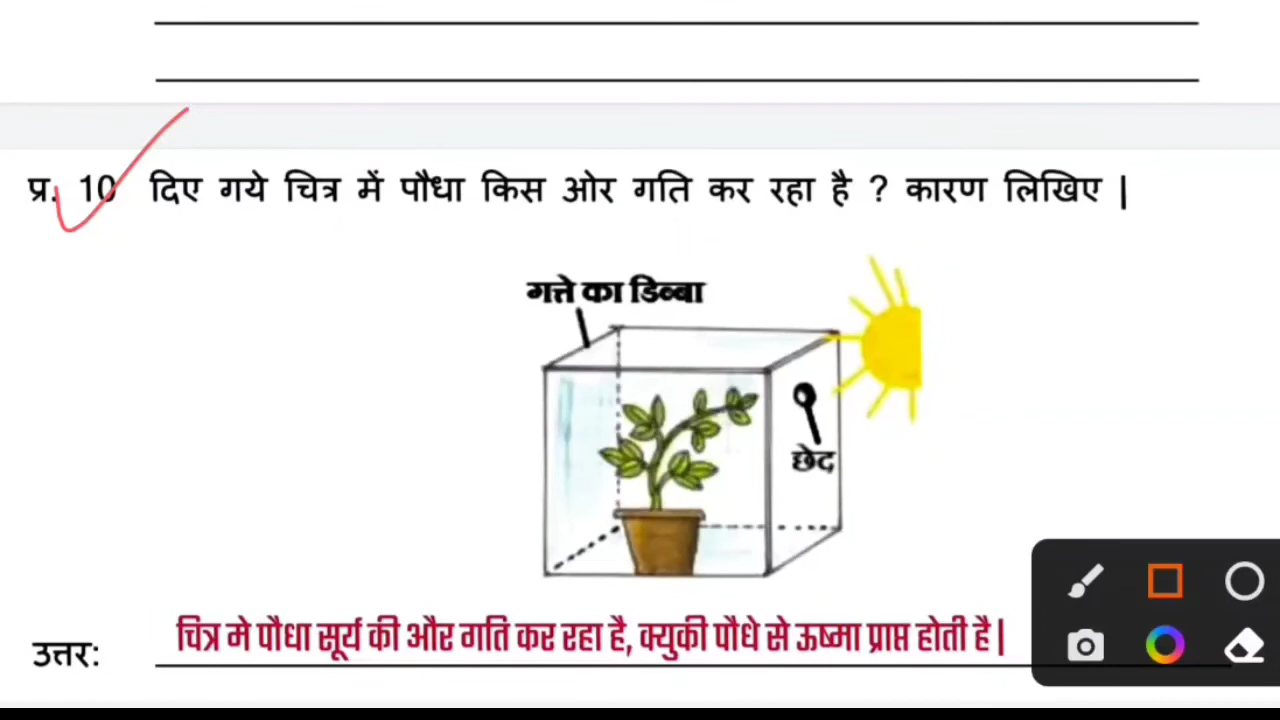 प्र. 10 दिए गये चित्र में पौधा किस ओर गति कर रहा है ? कारण लिखिए |
गत्ते का डिब्बा
छेद
उत्तर: चित्र मे पौधा सूर्य की और गति कर रहा है, क्युकी पौधे से ऊष्मा प्राप्त होती है |